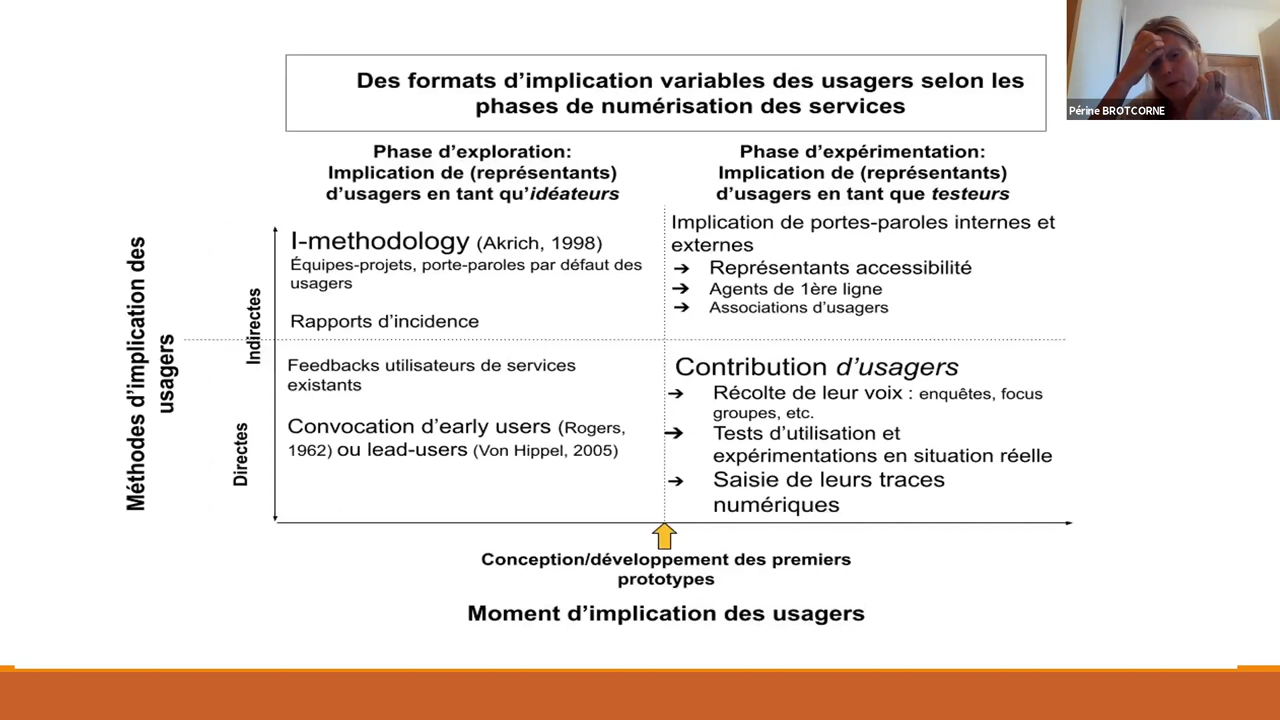 Des formats d’implication variables des usagers selon les
phases de numérisation des services
Périne BROTCORNE
Phase d’exploration:
Implication de (représentants)
d’usagers en tant qu’idéateurs
Phase d’expérimentation:
Implication de (représentants)
d’usagers en tant que testeurs
Méthodes d’implication des
usagers
Indirectes
Directes
I-methodology (Akrich, 1998)
Équipes-projets, porte-paroles par défaut des
usagers
Rapports d’incidence
Implication de portes-paroles internes et
externes
➔ Représentants accessibilité
➔ Agents de 1ère ligne
➔ Associations d’usagers
Feedbacks utilisateurs de services
existants
Convocation d’early users (Rogers,
1962) ou lead-users (Von Hippel, 2005)
Contribution d’usagers
➔ Récolte de leur voix : enquêtes, focus
groupes, etc.
➔ Tests d’utilisation et
expérimentations en situation réelle
➔ Saisie de leurs traces
numériques
Conception/développement des premiers
prototypes
Moment d’implication des usagers